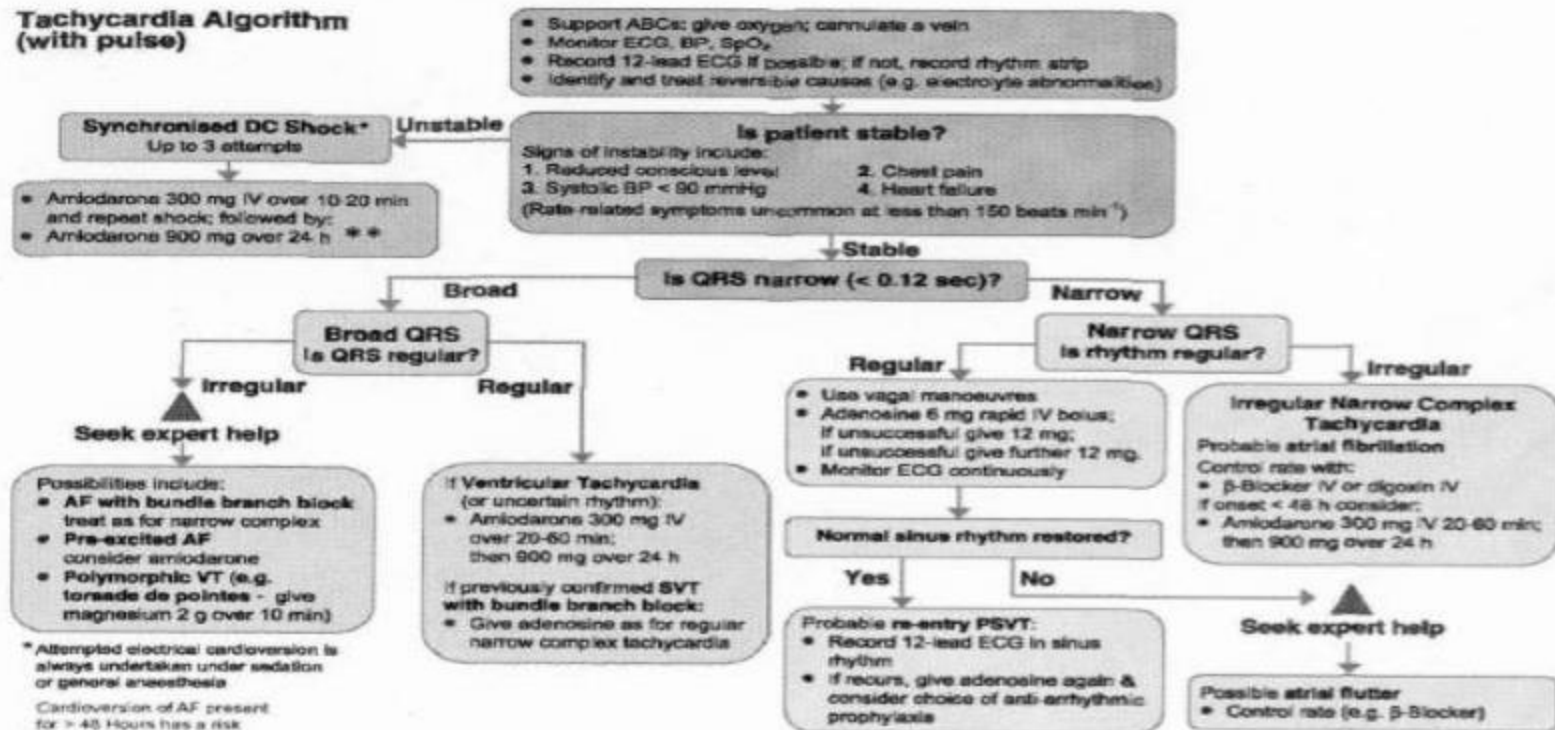 Tachycardia Algorithm
(with pulse)
• Support ABCs: give oxygen; cannulate a vein
• Monitor ECG, BP, SpO₂
• Record 12-lead ECG if possible; if not, record rhythm strip
• Identify and treat reversible causes (e.g. electrolyte abnormalities)
Is patient stable?
Signs of instability include:
1. Reduced conscious level 2. Chest pain
3. Systolic BP < 90 mmHg 4. Heart failure
(Rate-related symptoms uncommon at less than 150 beats min⁻¹)
Unstable
Synchronised DC Shock*
Up to 3 attempts
• Amiodarone 300 mg IV over 10-20 min
and repeat shock; followed by:
• Amiodarone 900 mg over 24 h **
Stable
Is QRS narrow (< 0.12 sec)?
Broad
Narrow
Broad QRS
Is QRS regular?
Irregular
Regular
Seek expert help
Possibilities include:
• AF with bundle branch block
treat as for narrow complex
• Pre-excited AF
consider amiodarone
• Polymorphic VT (e.g.
torsade de pointes - give
magnesium 2 g over 10 min)
If Ventricular Tachycardia
(or uncertain rhythm):
• Amiodarone 300 mg IV
over 20-60 min;
then 900 mg over 24 h
If previously confirmed SVT
with bundle branch block:
• Give adenosine as for regular
narrow complex tachycardia
Narrow QRS
Is rhythm regular?
Regular
Irregular
• Use vagal manoeuvres
• Adenosine 6 mg rapid IV bolus;
if unsuccessful give 12 mg;
if unsuccessful give further 12 mg.
• Monitor ECG continuously
Normal sinus rhythm restored?
Yes
No
Probable re-entry PSVT:
• Record 12-lead ECG in sinus
rhythm
• If recurs, give adenosine again &
consider choice of anti-arrhythmic
prophylaxis
Irregular Narrow Complex
Tachycardia
Probable atrial fibrillation
Control rate with:
• β-Blocker IV or digoxin IV
If onset < 48 h consider:
• Amiodarone 300 mg IV 20-60 min;
then 900 mg over 24 h
Seek expert help
Possible atrial flutter
• Control rate (e.g. β-Blocker)
*Attempted electrical cardioversion is
always undertaken under sedation
or general anaesthesia
Cardioversion of AF present
for > 48 Hours has a risk